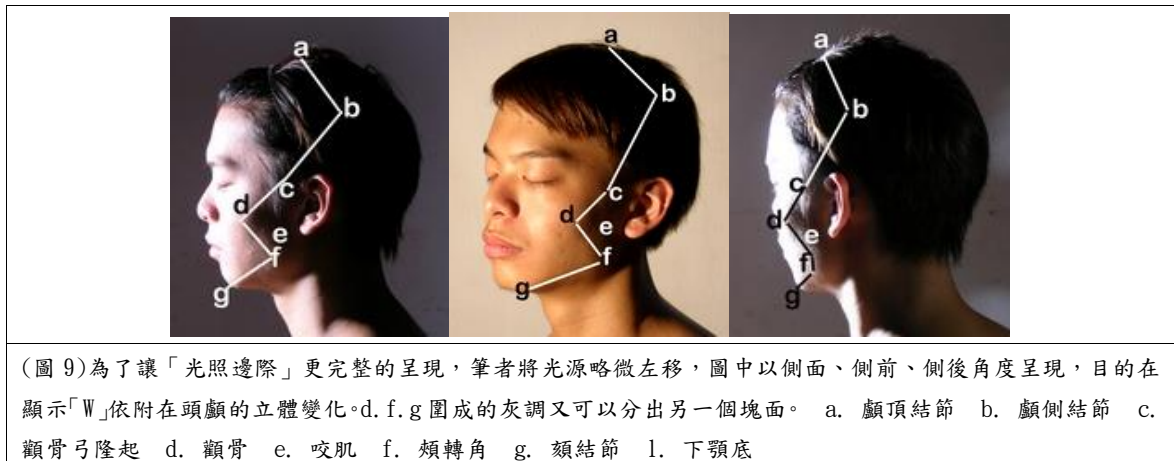 a
b
c
d
e
f
g
a
b
c
d
e
f
g
a
b
c
d
e
f
g
(圖 9)為了讓「光照邊際」更完整的呈現，筆者將光源略微左移，圖中以側面、側前、側後角度呈現，目的在
顯示「W」依附在頭顱的立體變化。d.f.g 圍成的灰調又可以分出另一個塊面。 a. 顱頂結節 b. 顱側結節 c.
顴骨弓隆起 d. 顴骨 e. 咬肌 f. 頰轉角 g. 頦結節 l. 下顎底